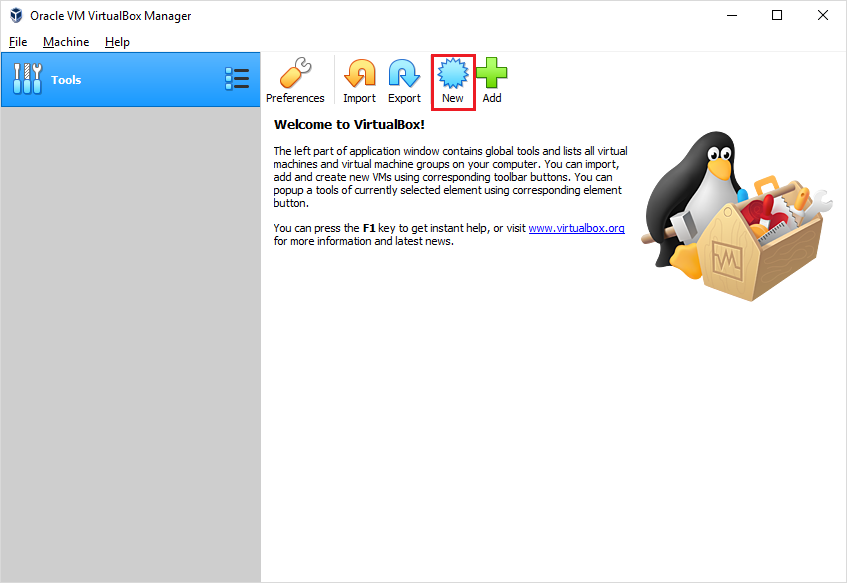 Oracle VM VirtualBox Manager
File Machine Help
Tools
Preferences Import Export New Add
Welcome to VirtualBox!
The left part of application window contains global tools and lists all virtual
machines and virtual machine groups on your computer. You can import,
add and create new VMs using corresponding toolbar buttons. You can
popup a tools of currently selected element using corresponding element
button.
You can press the F1 key to get instant help, or visit www.virtualbox.org
for more information and latest news.